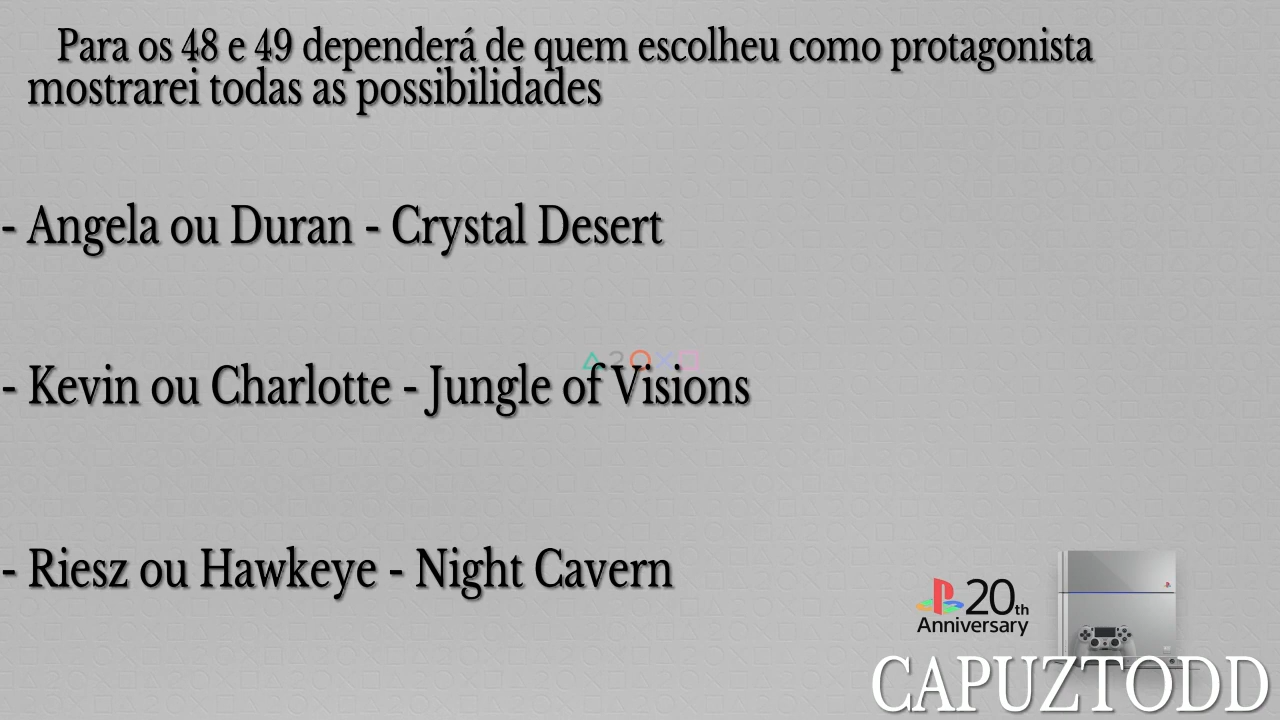 Para os 48 e 49 dependerá de quem escolheu como protagonista
mostrarei todas as possibilidades
- Angela ou Duran - Crystal Desert
- Kevin ou Charlotte - Jungle of Visions
- Riesz ou Hawkeye - Night Cavern
20th
Anniversary
CAPUZTODD